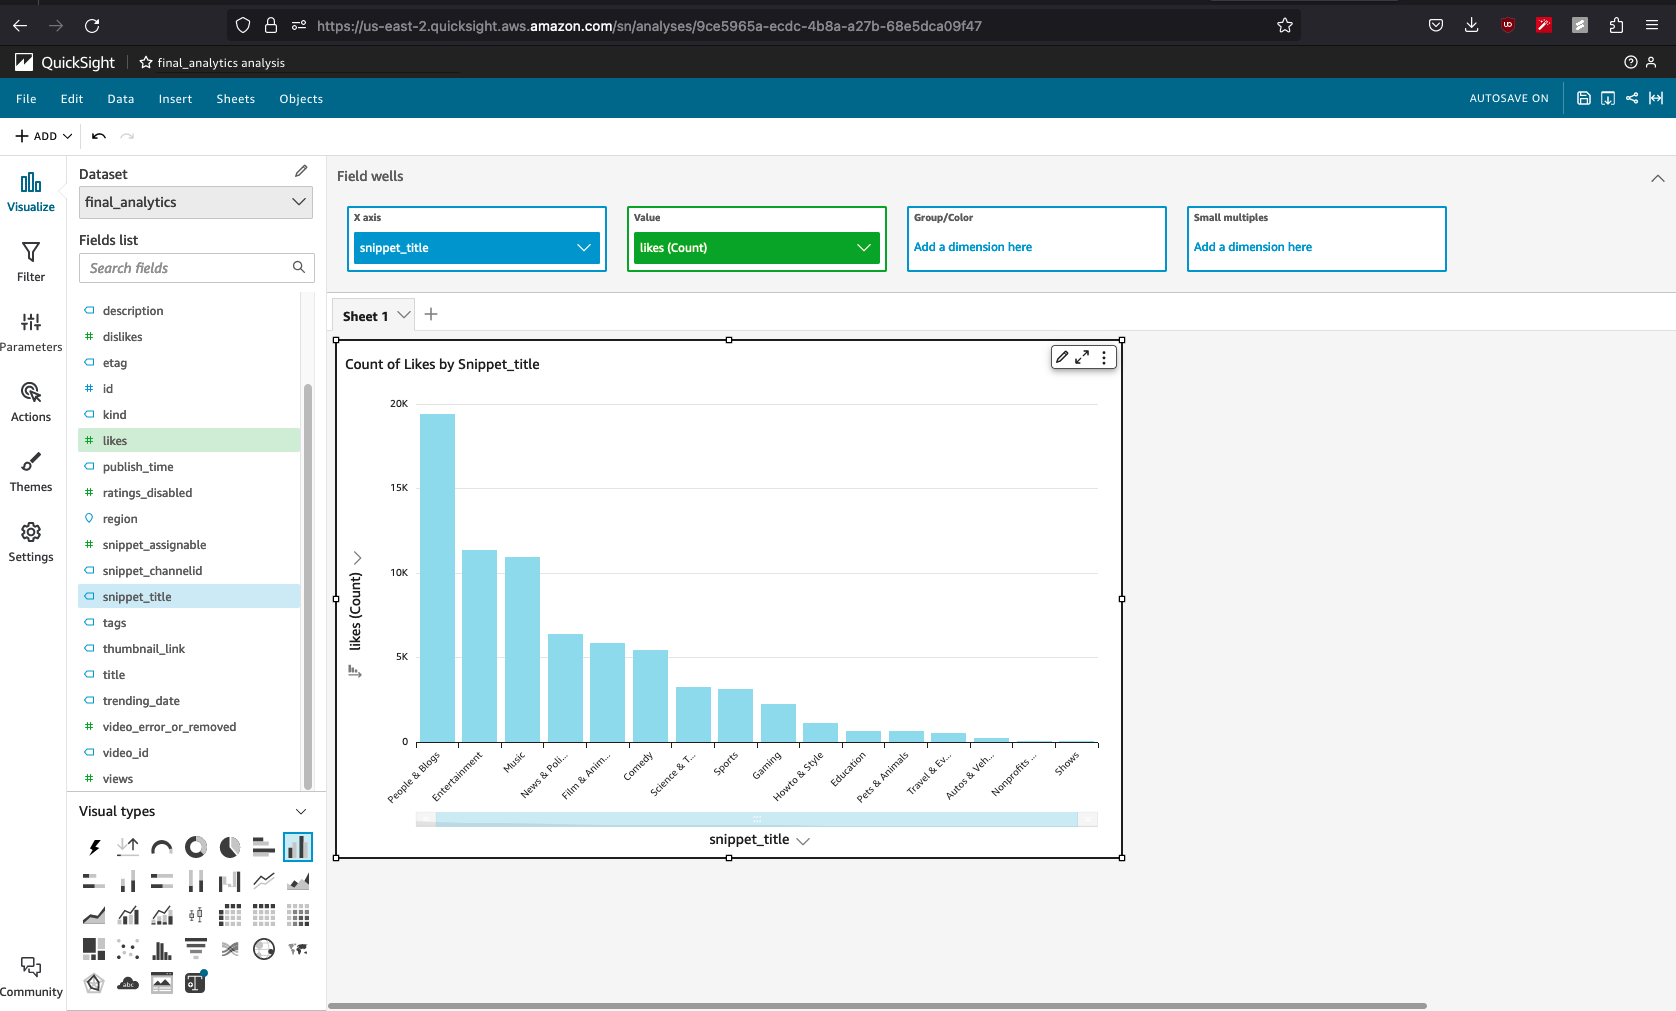 https://us-east-2.quicksight.aws.amazon.com/sn/analyses/9ce5965a-ecdc-4b8a-a27b-68e5dca09f47
QuickSight
final_analytics analysis
File Edit Data Insert Sheets Objects
AUTOSAVE ON
ADD
Visualize
Filter
Parameters
Actions
Themes
Settings
Community
Dataset
final_analytics
Fields list
Search fields
description
dislikes
etag
id
kind
likes
publish_time
ratings_disabled
region
snippet_assignable
snippet_channelid
snippet_title
tags
thumbnail_link
title
trending_date
video_error_or_removed
video_id
views
Visual types
abc
Field wells
X axis
snippet_title
Value
likes (Count)
Group/Color
Add a dimension here
Small multiples
Add a dimension here
Sheet 1
Count of Likes by Snippet_title
20K
15K
10K
5K
0
likes (Count)
People & Blogs
Entertainment
Music
News & Poli...
Film & Anim...
Comedy
Science & T...
Sports
Gaming
Howto & Style
Education
Pets & Animals
Travel & Ev...
Autos & Veh...
Nonprofits ...
Shows
snippet_title